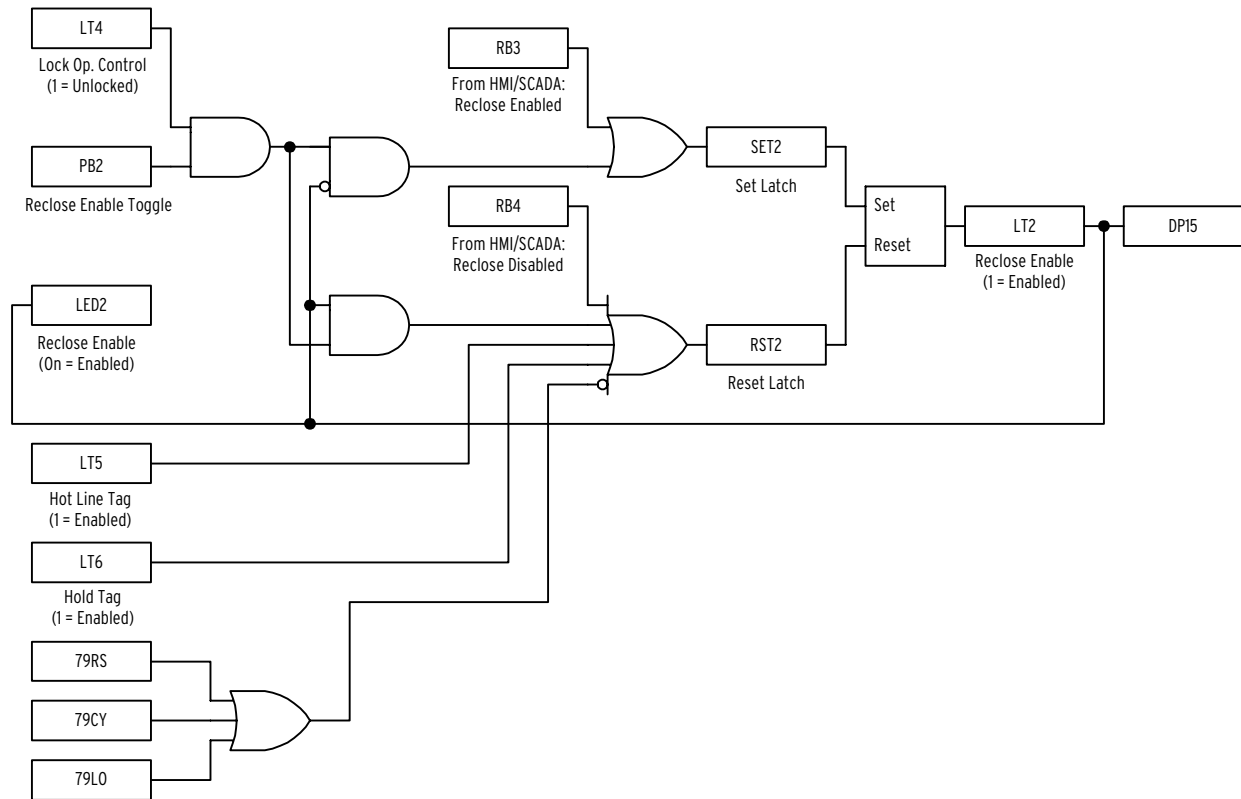 LT4
Lock Op. Control
(1 = Unlocked)
RB3
From HMI/SCADA:
Reclose Enabled
PB2
Reclose Enable Toggle
SET2
Set Latch
RB4
From HMI/SCADA:
Reclose Disabled
Set
Reset
LT2
Reclose Enable
(1 = Enabled)
DP15
LED2
Reclose Enable
(On = Enabled)
RST2
Reset Latch
LT5
Hot Line Tag
(1 = Enabled)
LT6
Hold Tag
(1 = Enabled)
79RS
79CY
79LO